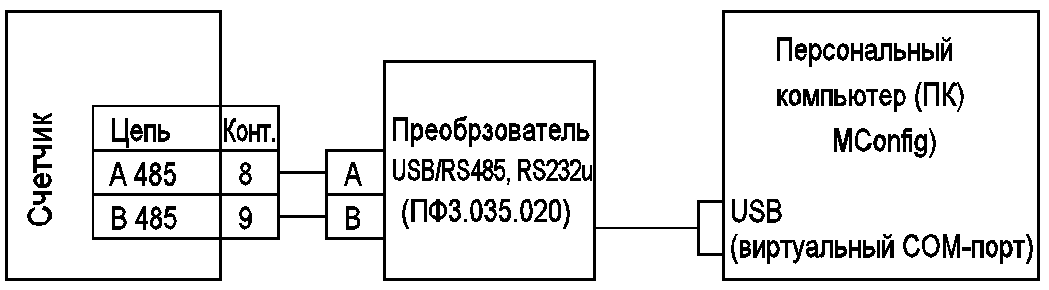 Счетчик
Цепь Конт.
А 485 8
В 485 9
А
В
Преобрзователь
USB/RS485, RS232u
(ПФ3.035.020)
Персональный
компьютер (ПК)
MConfig)
USB
(виртуальный COM-порт)